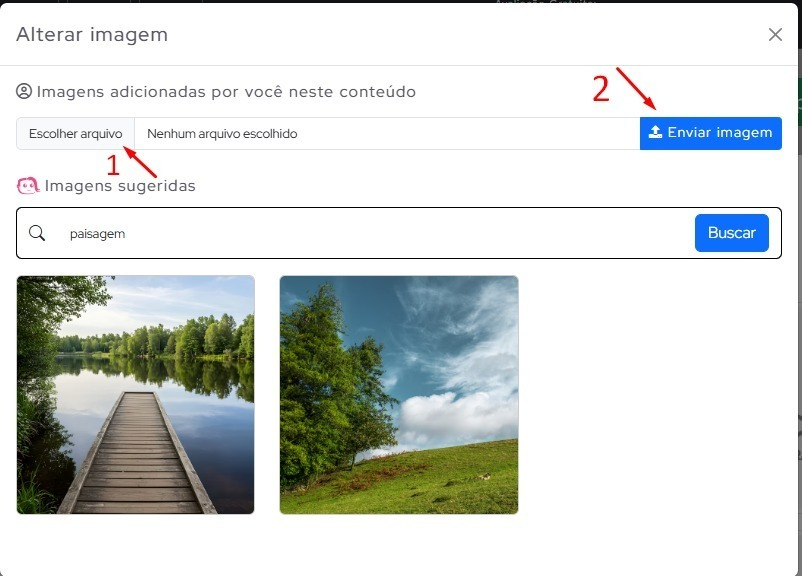 Alterar imagem
Imagens adicionadas por você neste conteúdo
2
Escolher arquivo Nenhum arquivo escolhido Enviar imagem
1
Imagens sugeridas
paisagem Buscar